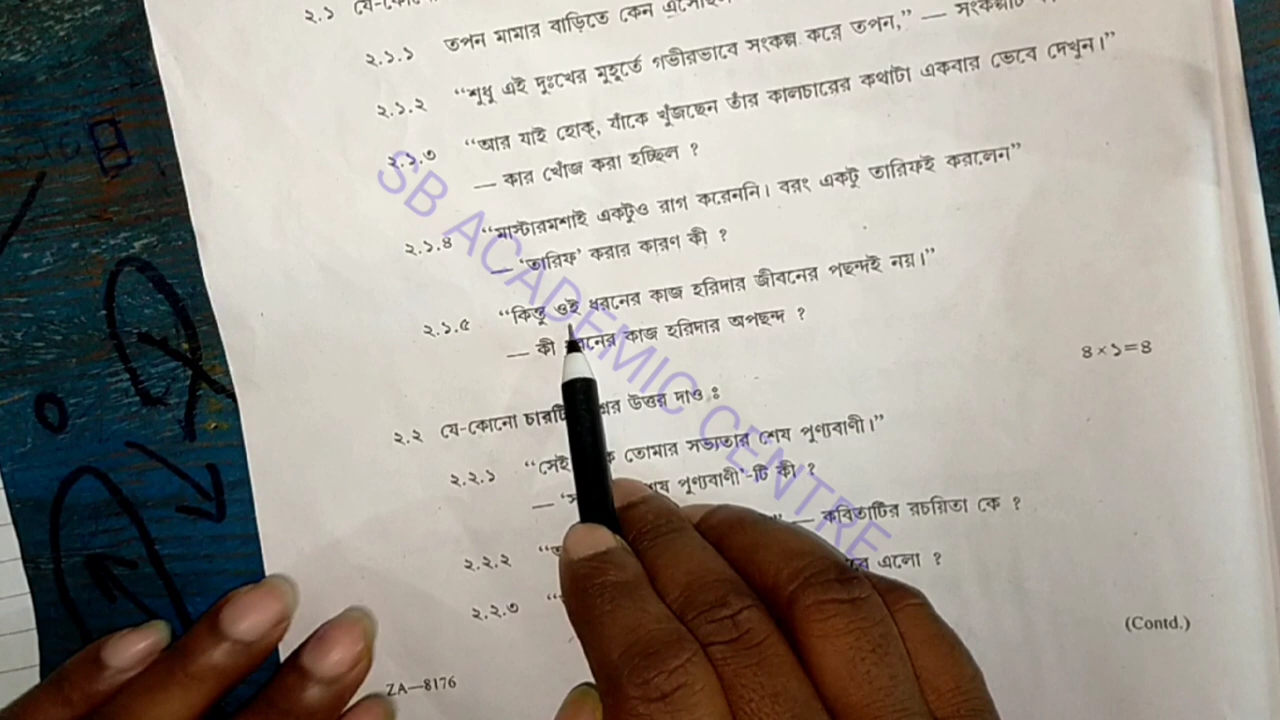 ২.১ যে-কোনো
২.১.১ তপন মামার বাড়িতে কেন
২.১.২ “শুধু এই দুঃখের মুহূর্তে গভীরভাবে সংকল্প করে তপন,” —
২.১.৩ “আর যাই হোক্, যাঁকে খুঁজছেন তাঁর কালচারের কথাটা একবার ভেবে দেখুন।”
— কার খোঁজ করা হচ্ছিল ?
২.১.৪ “মাস্টারমশাই একটুও রাগ করেননি। বরং একটু তারিফই করলেন”
— ‘তারিফ’ করার কারণ কী ?
২.১.৫ “কিন্তু ওই ধরনের কাজ হরিদার জীবনের পছন্দই নয়।”
— কী কাজ হরিদার অপছন্দ ?
৪ × ১ = ৪
২.২ যে-কোনো চারটি উত্তর দাও ঃ
২.২.১ “সেই তোমার সভ্যতার শেষ পুণ্যবাণী।”
— পুণ্যবাণী’-টি কী ?
২.২.২ — কবিতাটির রচয়িতা কে ?
২.২.৩ এলো ?
(Contd.)
ZA—8176
SB ACADEMIC CENTRE